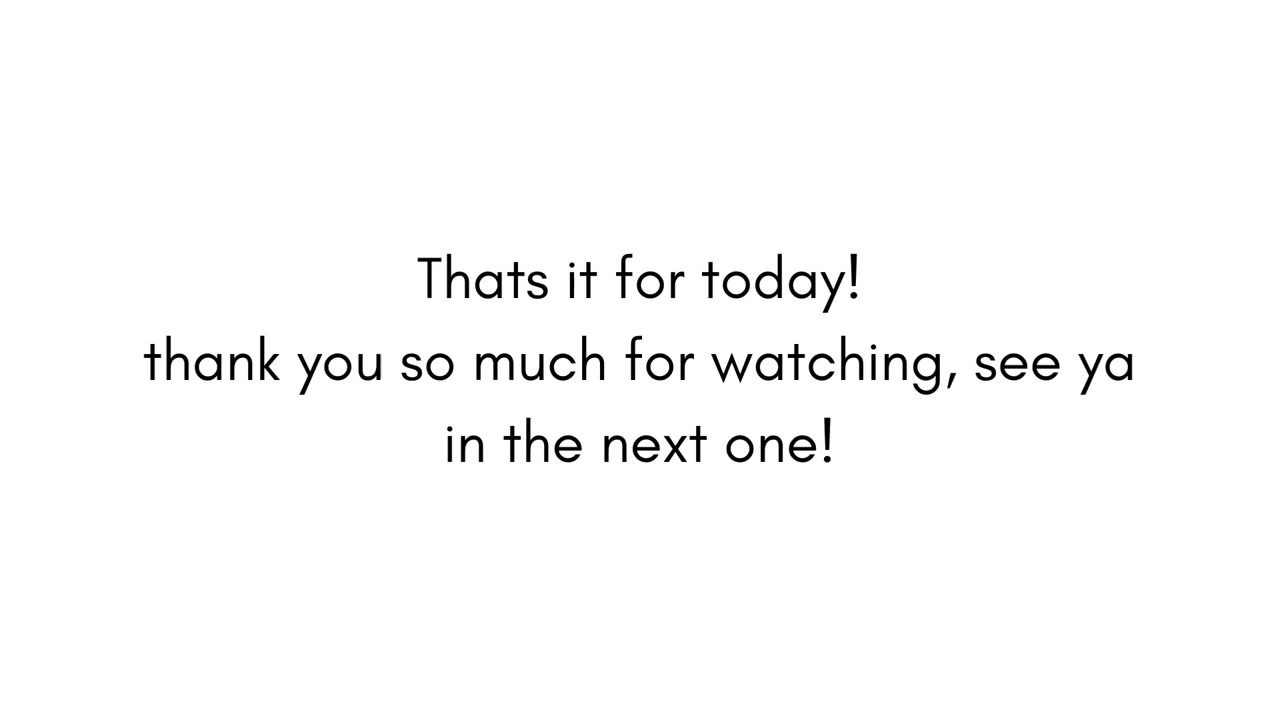 Thats it for today!
thank you so much for watching, see ya
in the next one!